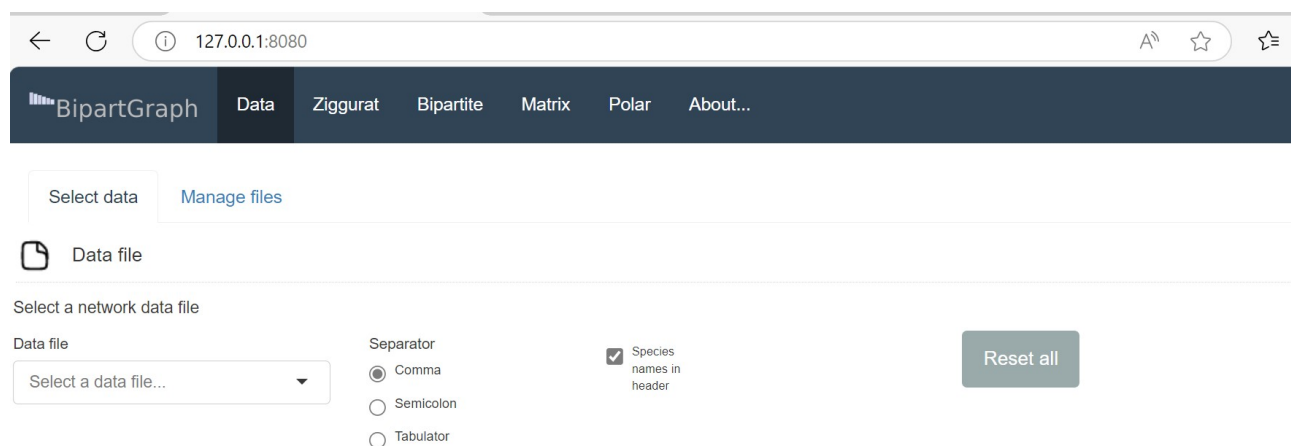 127.0.0.1:8080
BipartGraph Data Ziggurat Bipartite Matrix Polar About...
Select data Manage files
Data file
Select a network data file
Data file
Select a data file...
Separator
Comma
Semicolon
Tabulator
Species
names in
header
Reset all